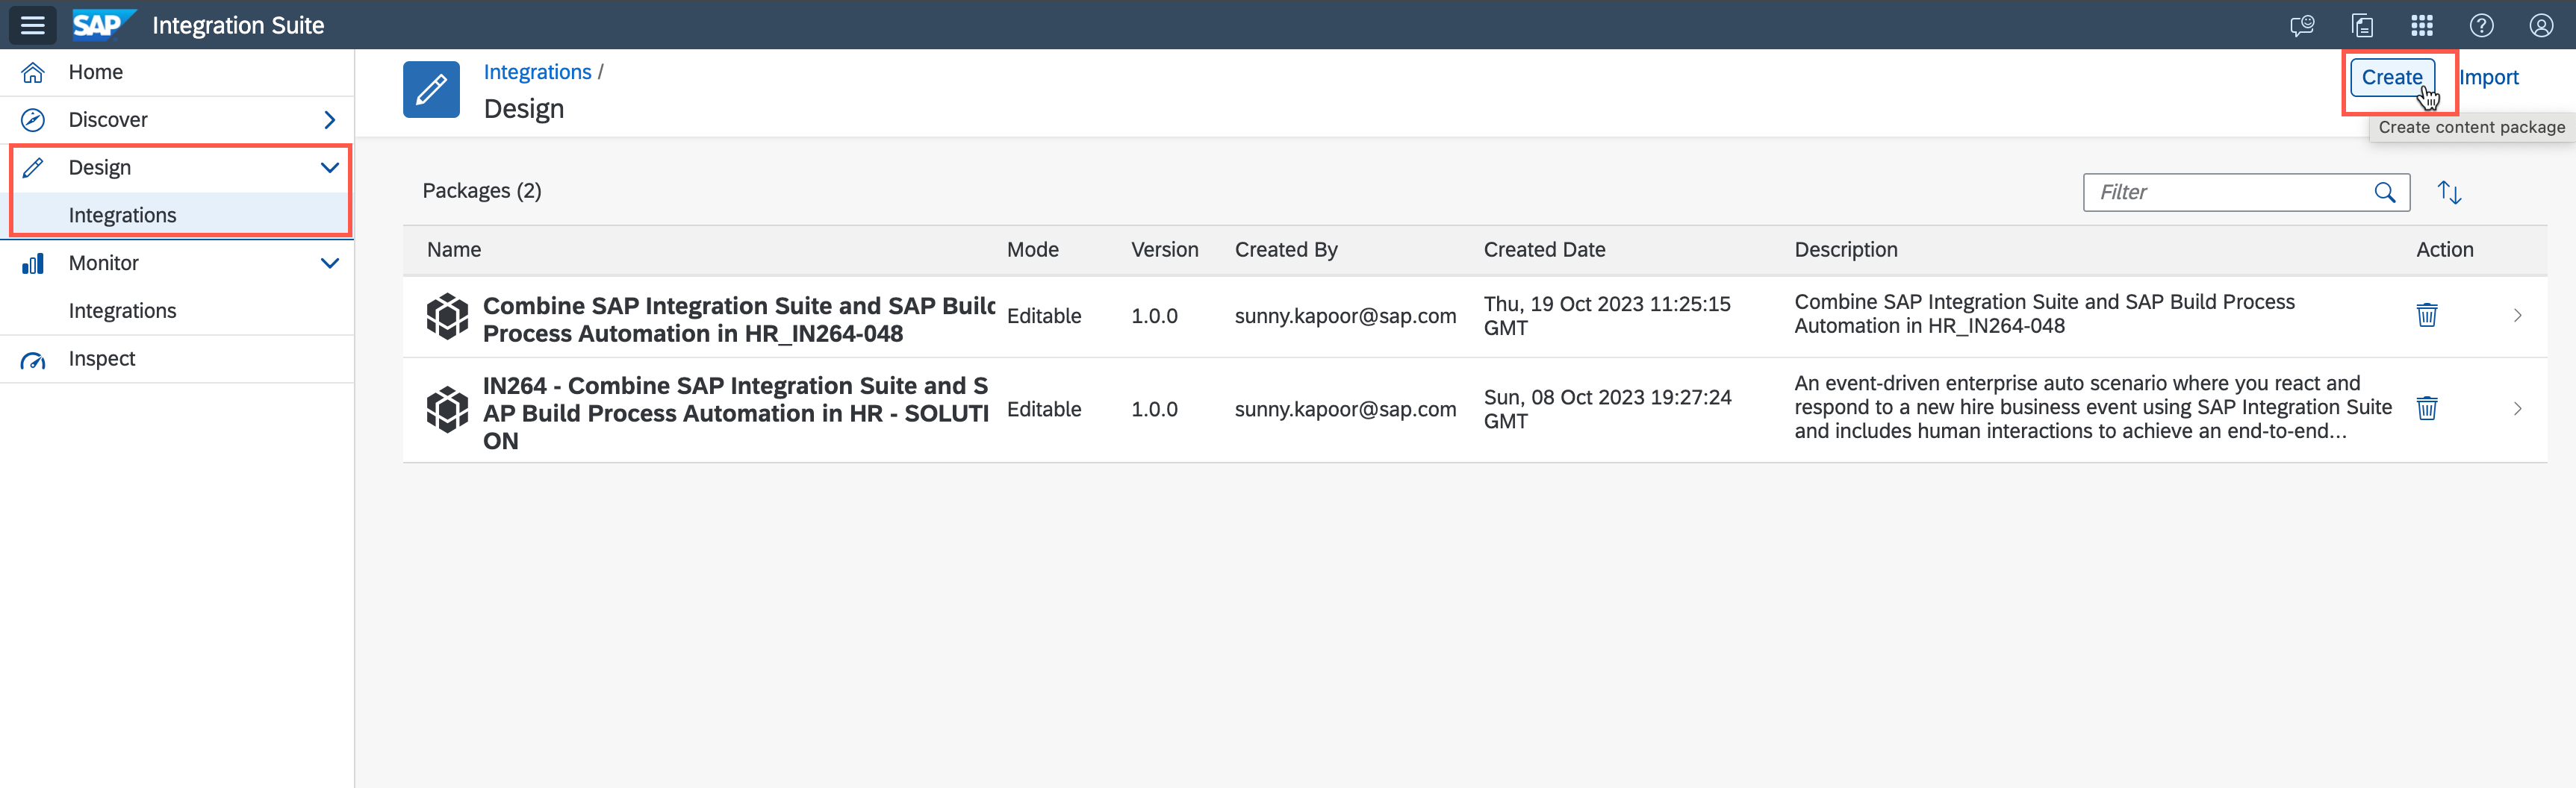 SAP Integration Suite
Home
Discover
Design
Integrations
Monitor
Integrations
Inspect
Integrations /
Design
Create
Import
Create content package
Packages (2)
Filter
Name Mode Version Created By Created Date Description Action
Combine SAP Integration Suite and SAP Build
Process Automation in HR_IN264-048
Editable
1.0.0
sunny.kapoor@sap.com
Thu, 19 Oct 2023 11:25:15
GMT
Combine SAP Integration Suite and SAP Build Process
Automation in HR_IN264-048
IN264 - Combine SAP Integration Suite and S
AP Build Process Automation in HR - SOLUTI
ON
Editable
1.0.0
sunny.kapoor@sap.com
Sun, 08 Oct 2023 19:27:24
GMT
An event-driven enterprise auto scenario where you react and
respond to a new hire business event using SAP Integration Suite
and includes human interactions to achieve an end-to-end...